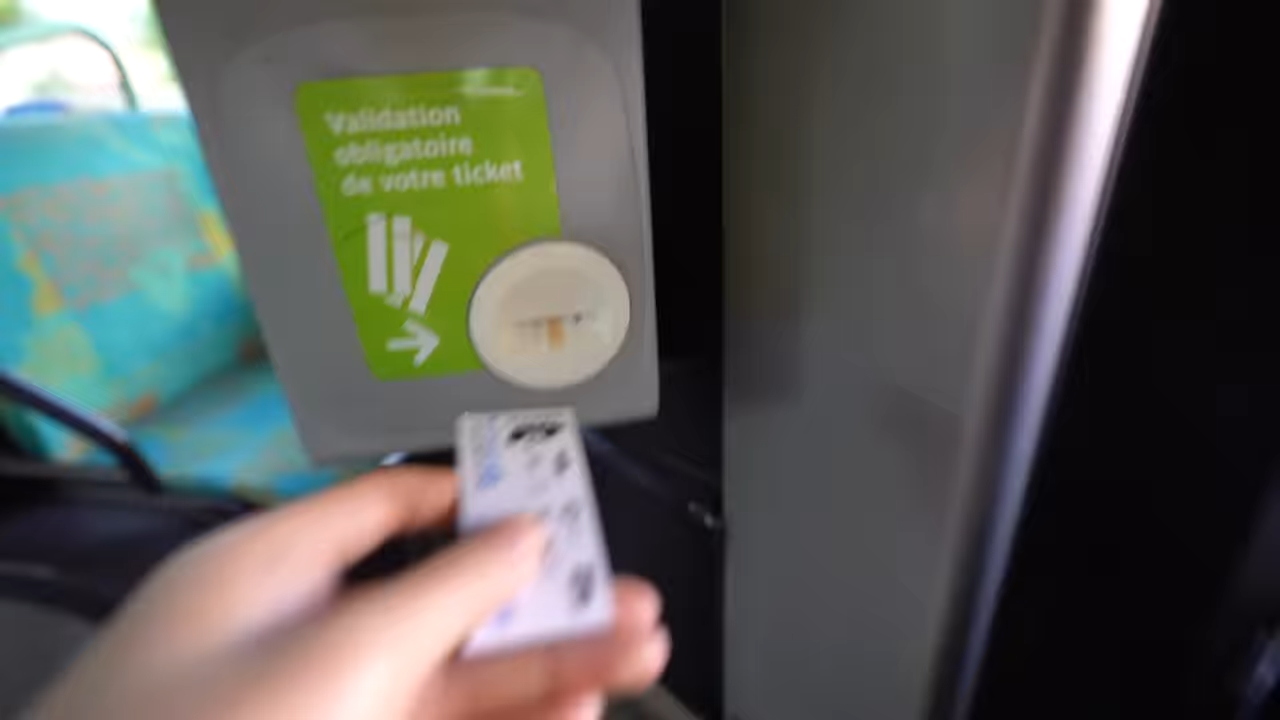 Validation
obligatoire
de votre ticket